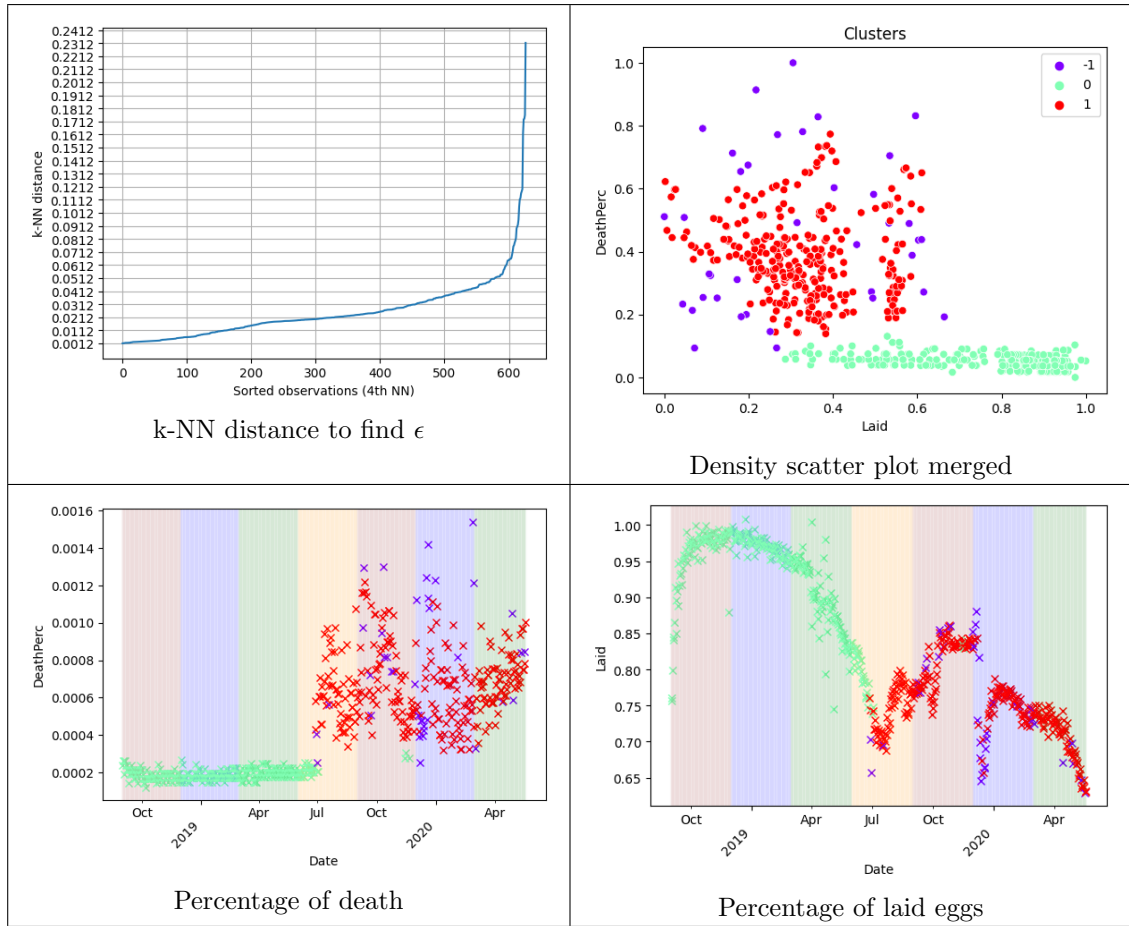 0.2412
0.2312
0.2212
0.2112
0.2012
0.1912
0.1812
0.1712
0.1612
0.1512
0.1412
0.1312
0.1212
0.1112
0.1012
0.0912
0.0812
0.0712
0.0612
0.0512
0.0412
0.0312
0.0212
0.0112
0.0012
k-NN distance
0 100 200 300 400 500 600
Sorted observations (4th NN)
k-NN distance to find ϵ
Clusters
-1
0
1
1.0
0.8
0.6
0.4
0.2
0.0
DeathPerc
0.0 0.2 0.4 0.6 0.8 1.0
Laid
Density scatter plot merged
0.0016
0.0014
0.0012
0.0010
0.0008
0.0006
0.0004
0.0002
DeathPerc
Oct 2019 Apr Jul Oct 2020 Apr
Date
Percentage of death
1.00
0.95
0.90
0.85
0.80
0.75
0.70
0.65
Laid
Oct 2019 Apr Jul Oct 2020 Apr
Date
Percentage of laid eggs